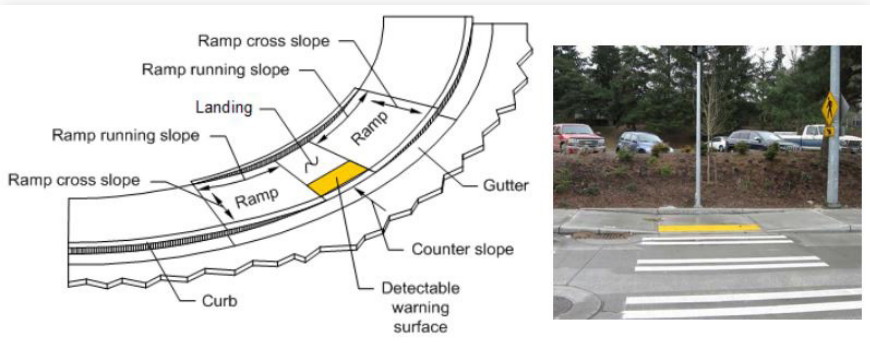 Ramp cross slope
Ramp running slope
Landing
Ramp running slope
Ramp cross slope
Ramp
Ramp
Gutter
Counter slope
Curb
Detectable
warning
surface